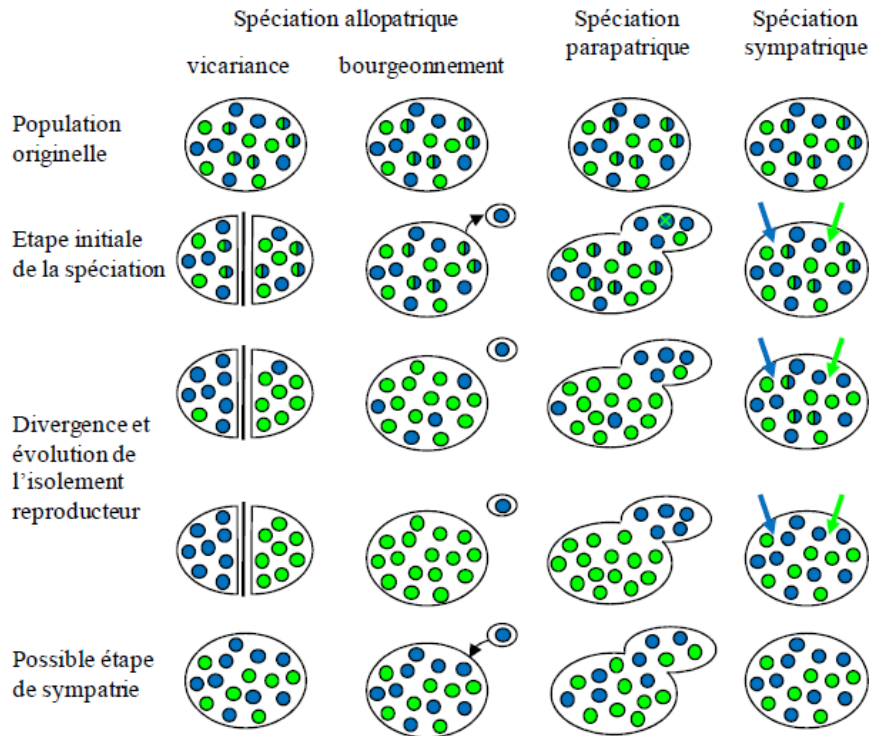 Spéciation allopatrique
Spéciation
parapatrique
Spéciation
sympatrique
vicariance
bourgeonnement
Population
originelle
Etape initiale
de la spéciation
Divergence et
évolution de
l'isolement
reproducteur
Possible étape
de sympatrie